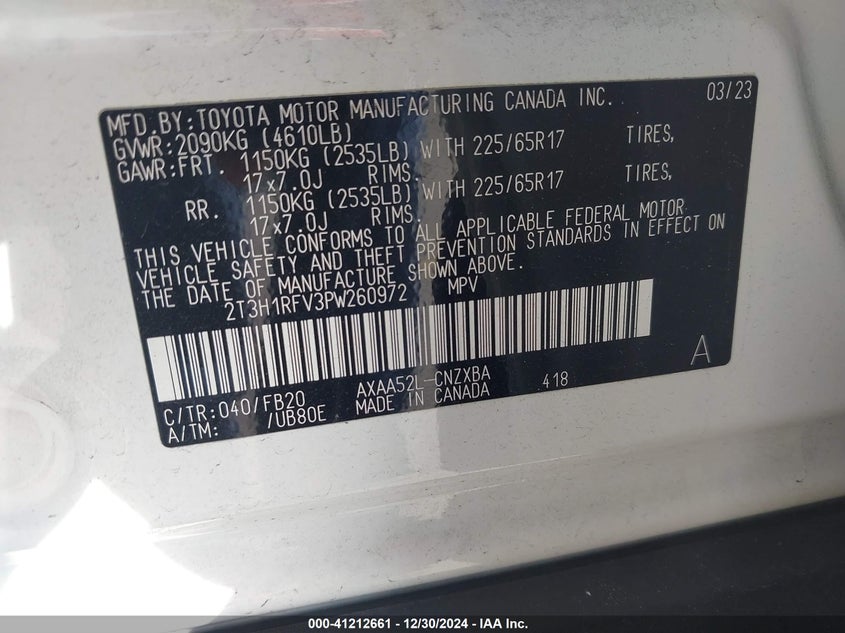 MFD.BY:TOYOTA MOTOR MANUFACTURING CANADA INC. 03/23
GVWR:2090KG (4610LB)
GAWR:FRT. 1150KG (2535LB) WITH 225/65R17 TIRES,
17x7.0J RIMS.
RR. 1150KG (2535LB) WITH 225/65R17 TIRES,
17x7.0J RIMS.
THIS VEHICLE CONFORMS TO ALL APPLICABLE FEDERAL MOTOR
VEHICLE SAFETY AND THEFT PREVENTION STANDARDS IN EFFECT ON
THE DATE OF MANUFACTURE SHOWN ABOVE.
2T3H1RFV3PW260972 MPV
A
C/TR:040/FB20 AXAA52L-CNZXBA 418
A/TM: /UB80E MADE IN CANADA
000-41212661 - 12/30/2024 - IAA Inc.